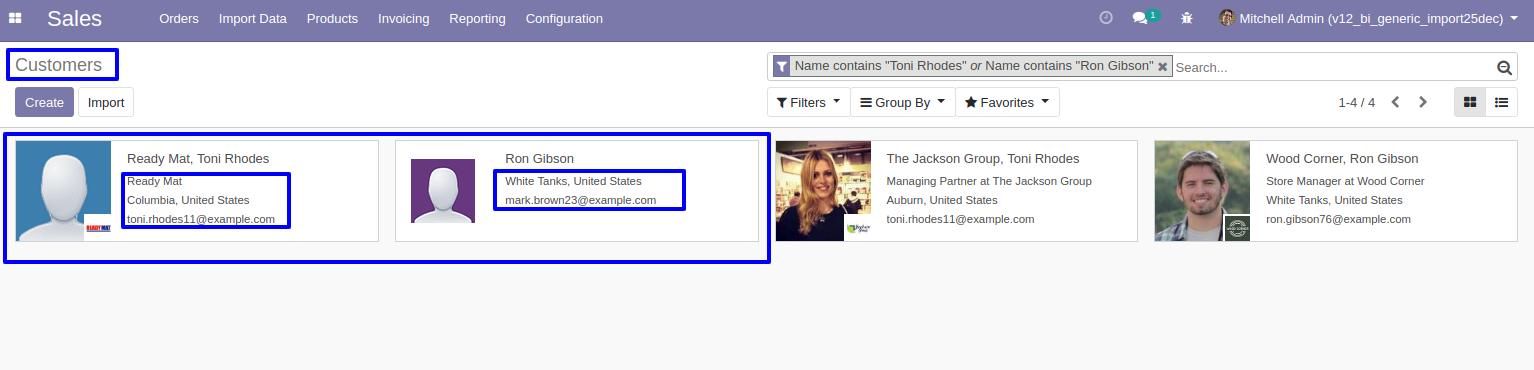 Sales Orders Import Data Products Invoicing Reporting Configuration 1 Mitchell Admin (v12_bi_generic_import25dec)
Customers
Name contains "Toni Rhodes" or Name contains "Ron Gibson" Search...
Create Import Filters Group By Favorites 1-4 / 4
Ready Mat, Toni Rhodes
Ready Mat
Columbia, United States
toni.rhodes11@example.com
READY MAT
Ron Gibson
White Tanks, United States
mark.brown23@example.com
The Jackson Group, Toni Rhodes
Managing Partner at The Jackson Group
Auburn, United States
toni.rhodes11@example.com
Wood Corner, Ron Gibson
Store Manager at Wood Corner
White Tanks, United States
ron.gibson76@example.com
WOOD CORNER